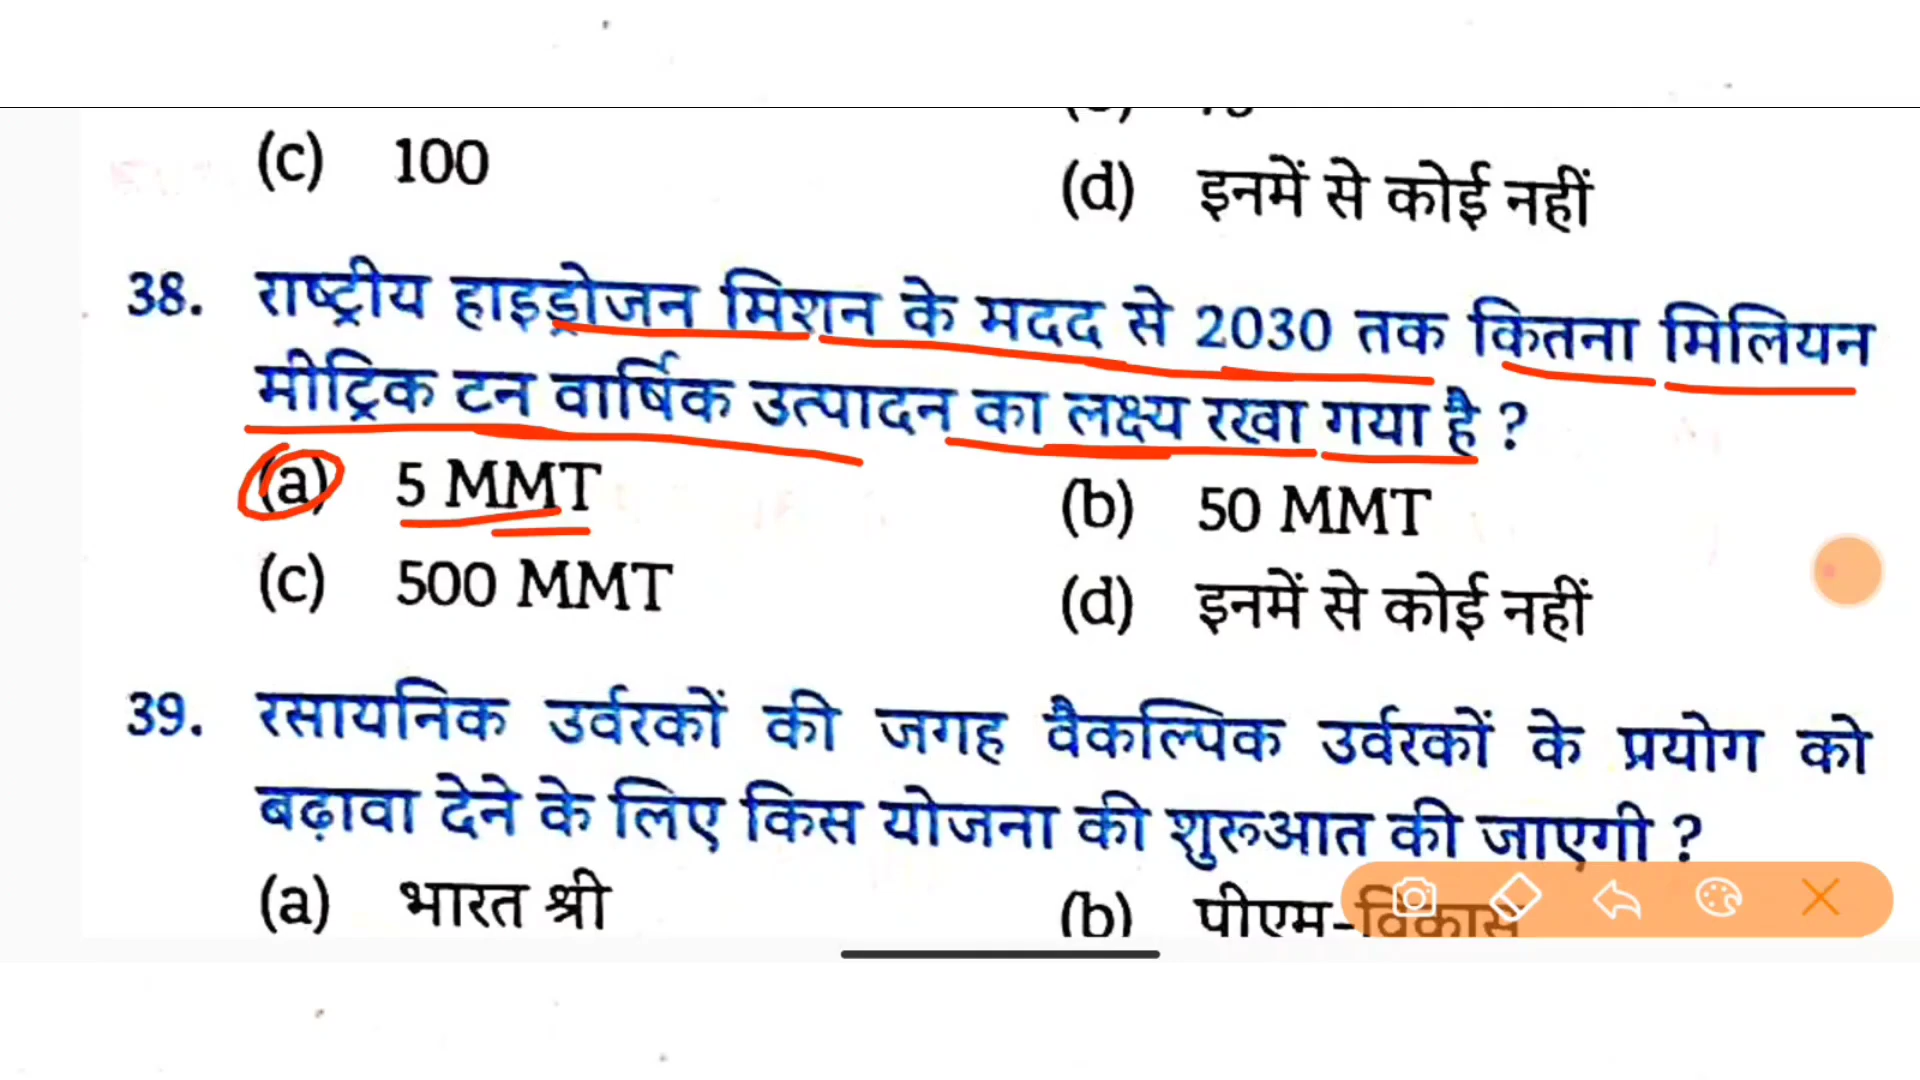 (c) 100
(d) इनमें से कोई नहीं
38. राष्ट्रीय हाइड्रोजन मिशन के मदद से 2030 तक कितना मिलियन
मीट्रिक टन वार्षिक उत्पादन का लक्ष्य रखा गया है ?
(a) 5 MMT (b) 50 MMT
(c) 500 MMT (d) इनमें से कोई नहीं
39. रसायनिक उर्वरकों की जगह वैकल्पिक उर्वरकों के प्रयोग को
बढ़ावा देने के लिए किस योजना की शुरुआत की जाएगी ?
(a) भारत श्री (b) पीएम-विकास